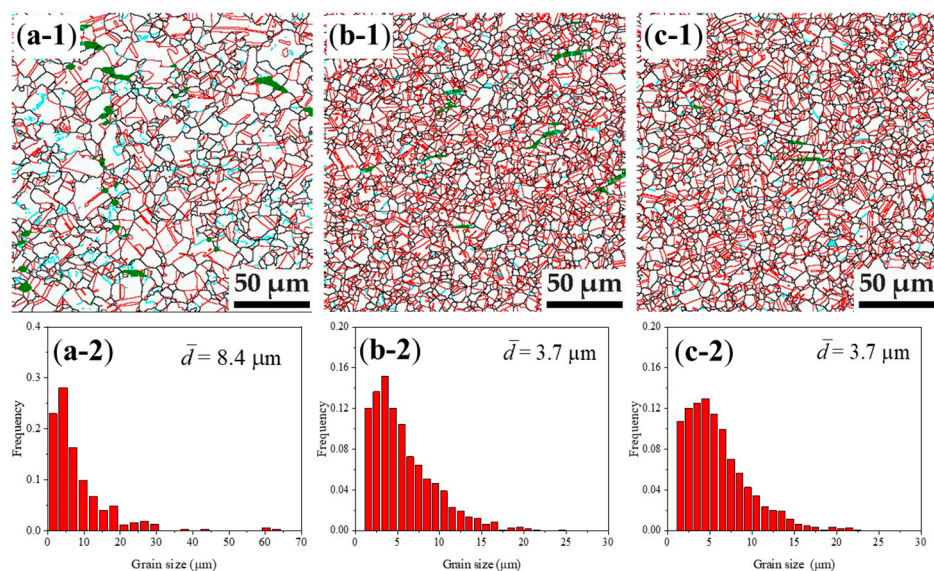 (a-1)
(b-1)
(c-1)
50 μm
50 μm
50 μm
(a-2)
d̄ = 8.4 μm
Frequency
0.4
0.3
0.2
0.1
0.0
0 10 20 30 40 50 60 70
Grain size (μm)
(b-2)
d̄ = 3.7 μm
Frequency
0.20
0.16
0.12
0.08
0.04
0.00
0 5 10 15 20 25 30
Grain size (μm)
(c-2)
d̄ = 3.7 μm
Frequency
0.20
0.16
0.12
0.08
0.04
0.00
0 5 10 15 20 25 30
Grain size (μm)